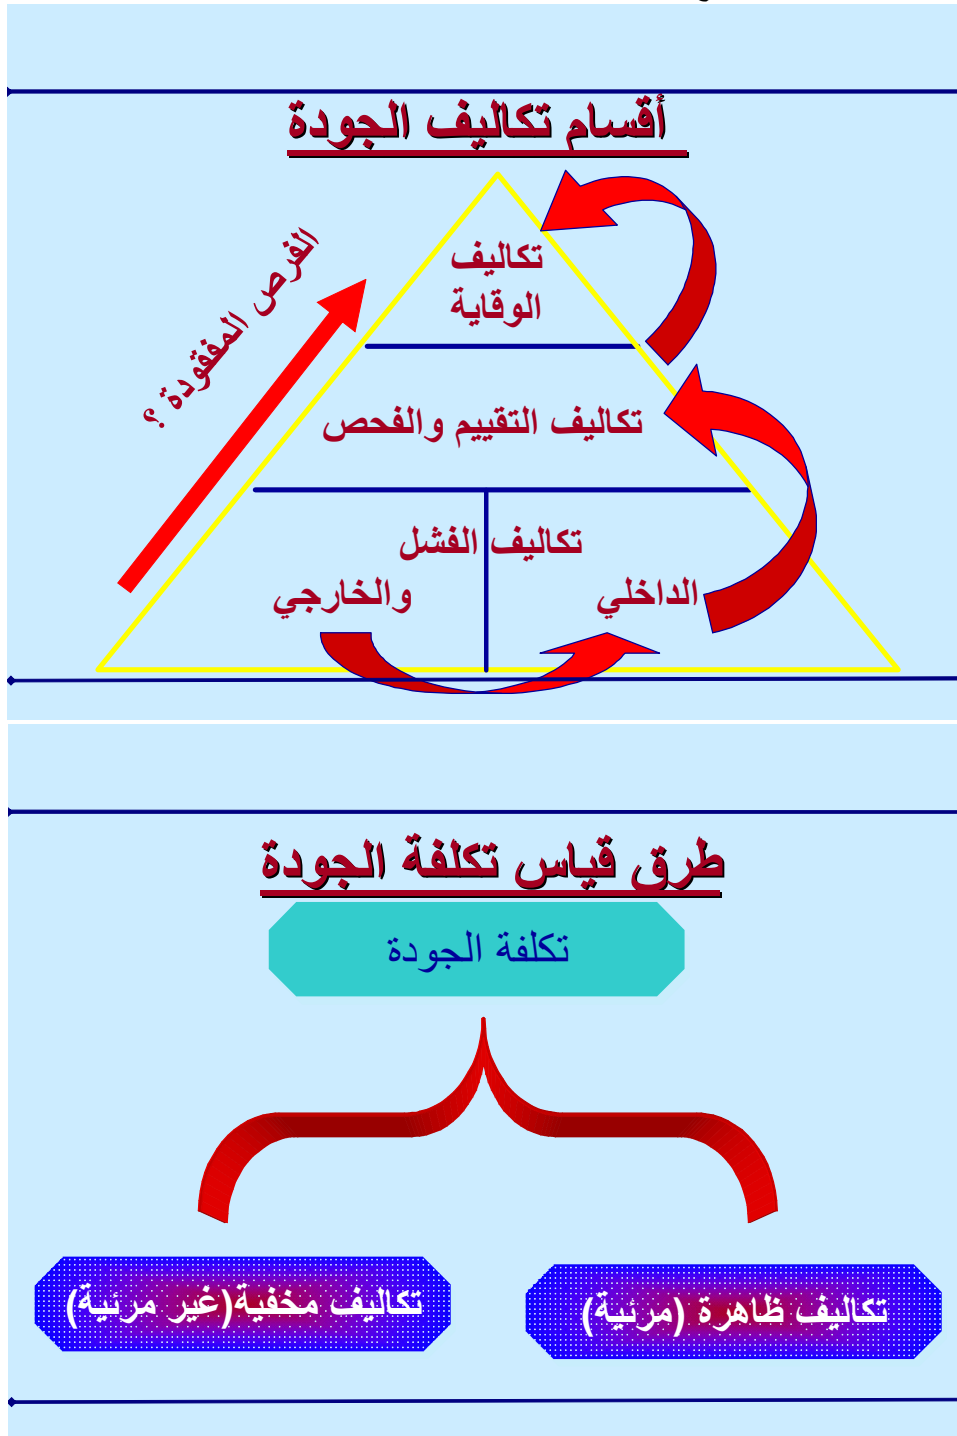 أقسام تكاليف الجودة
تكاليف
الوقاية
الفرص المفقودة ؟
تكاليف التقييم والفحص
تكاليف الفشل
الداخلي والخارجي
طرق قياس تكلفة الجودة
تكلفة الجودة
تكاليف ظاهرة (مرئية)
تكاليف مخفية(غير مرئية)